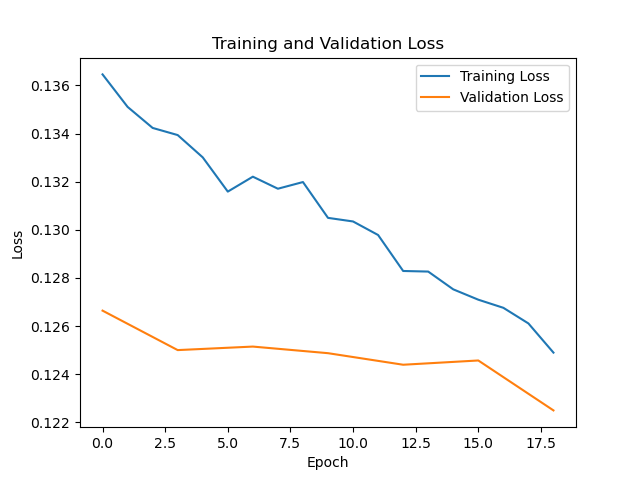 Training and Validation Loss
Training Loss
Validation Loss
0.136
0.134
0.132
0.130
0.128
0.126
0.124
0.122
Loss
0.0 2.5 5.0 7.5 10.0 12.5 15.0 17.5
Epoch